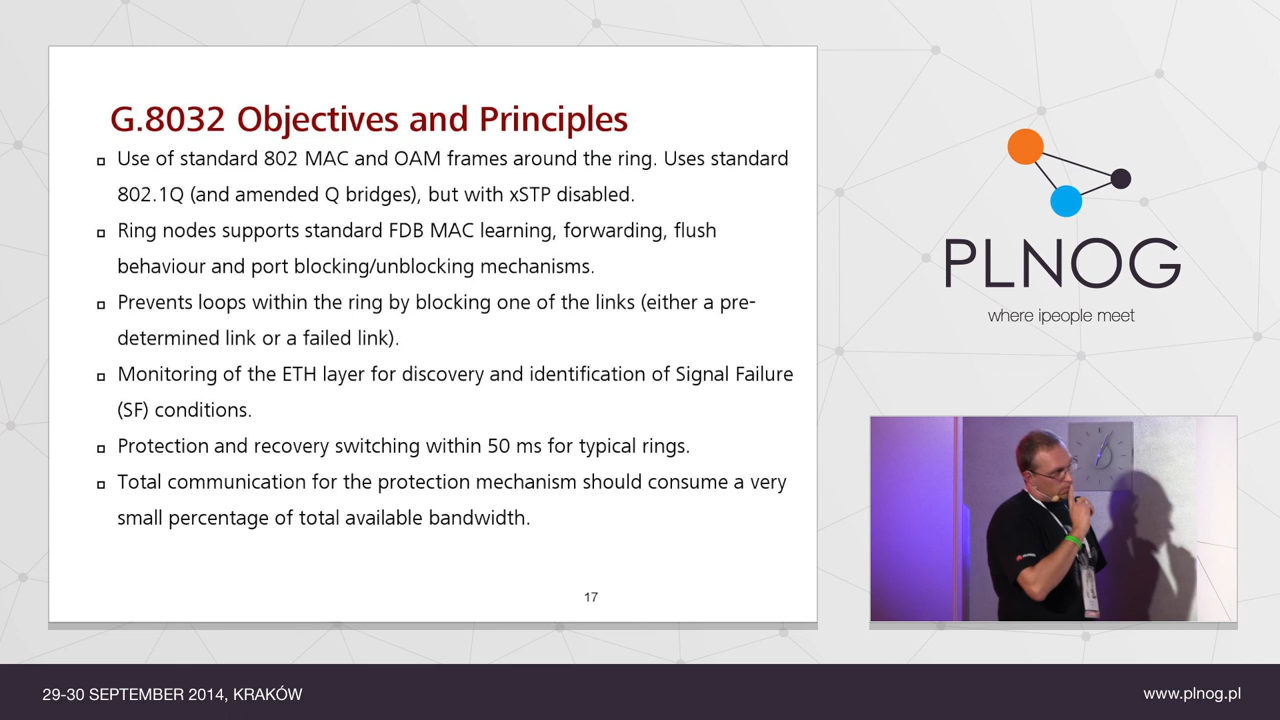 G.8032 Objectives and Principles
Use of standard 802 MAC and OAM frames around the ring. Uses standard
802.1Q (and amended Q bridges), but with xSTP disabled.
Ring nodes supports standard FDB MAC learning, forwarding, flush
behaviour and port blocking/unblocking mechanisms.
Prevents loops within the ring by blocking one of the links (either a pre-
determined link or a failed link).
Monitoring of the ETH layer for discovery and identification of Signal Failure
(SF) conditions.
Protection and recovery switching within 50 ms for typical rings.
Total communication for the protection mechanism should consume a very
small percentage of total available bandwidth.
17
PLNOG
where ipeople meet
29-30 SEPTEMBER 2014, KRAKÓW
www.plnog.pl